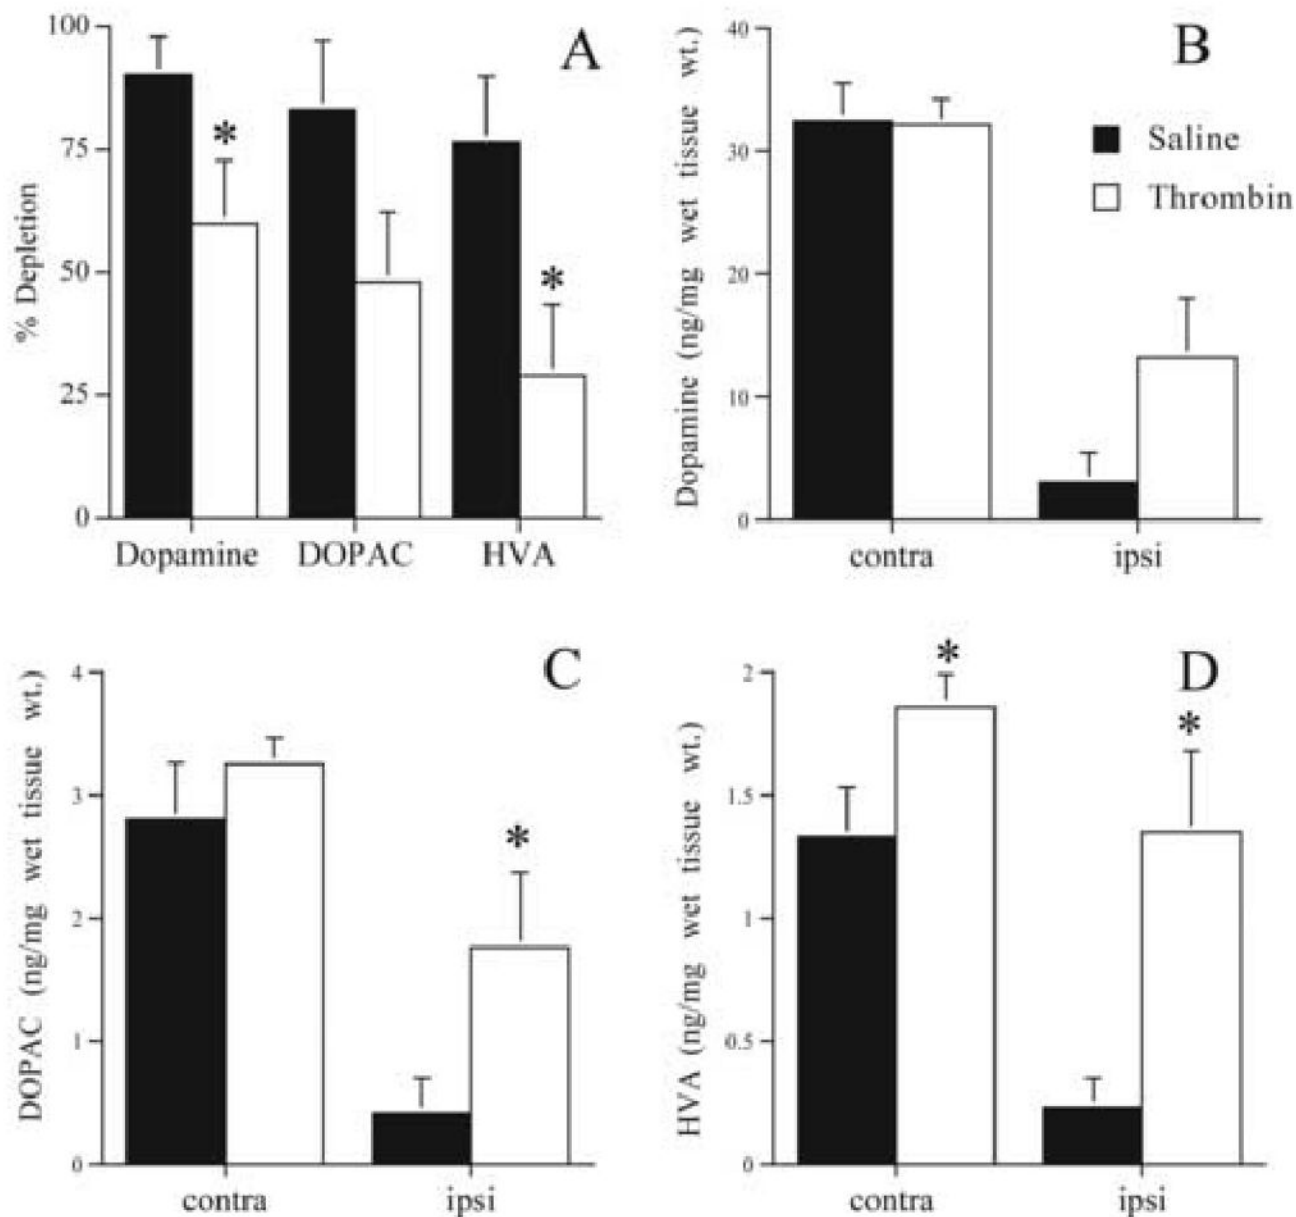 A
% Depletion
100
75
50
25
0
*
*
Dopamine DOPAC HVA
B
Dopamine (ng/mg wet tissue wt.)
40
30
20
10
0
contra ipsi
Saline
Thrombin
C
DOPAC (ng/mg wet tissue wt.)
4
3
2
1
0
*
contra ipsi
D
HVA (ng/mg wet tissue wt.)
2
1.5
1
0.5
0
*
*
contra ipsi